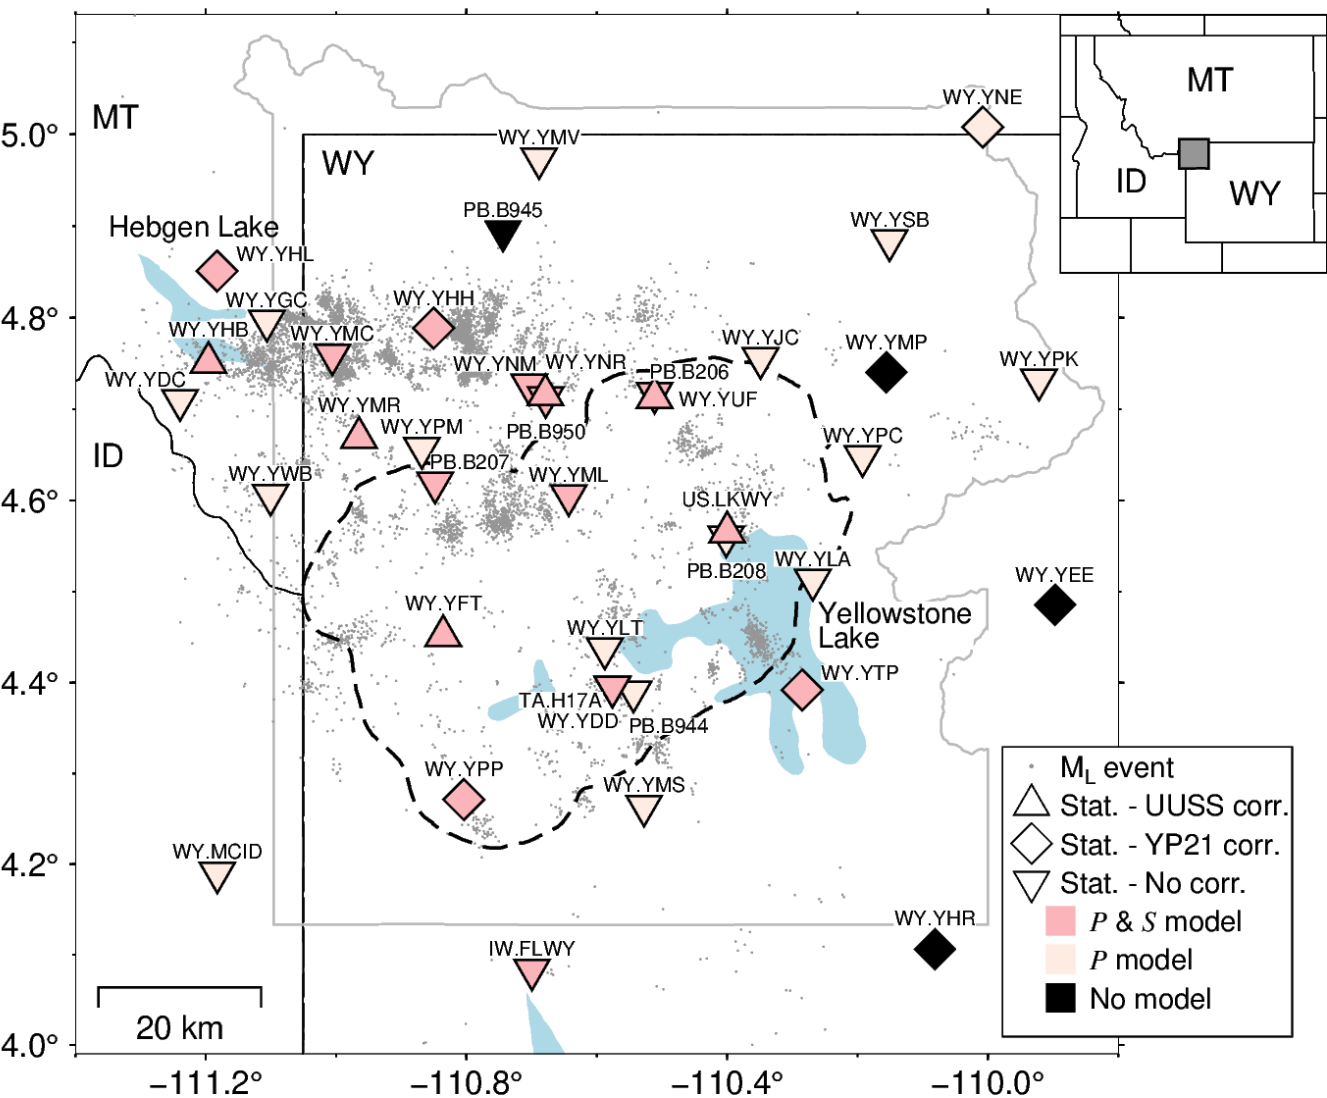 WY.YNE
MT
5.0°
WY.YMV
WY
MT
ID
WY
PB.B945
WY.YSB
Hebgen Lake
WY.YHL
WY.YGC
WY.YHH
4.8°
WY.YHB
WY.YMC
WY.YJC
WY.YMP
WY.YNM
WY.YNR
PB.B206
WY.YPK
WY.YDC
WY.YUF
WY.YMR
WY.YPM
PB.B950
WY.YPC
ID
PB.B207
WY.YWB
WY.YML
4.6°
US.LKWY
PB.B208
WY.YLA
WY.YEE
WY.YFT
Yellowstone
Lake
WY.YLT
4.4°
WY.YTP
TA.H17A
WY.YDD
PB.B944
WY.YPP
WY.YMS
4.2°
WY.MCID
WY.YHR
IW.FLWY
20 km
4.0°
M_L event
Stat. - UUSS corr.
Stat. - YP21 corr.
Stat. - No corr.
P & S model
P model
No model
−111.2°
−110.8°
−110.4°
−110.0°